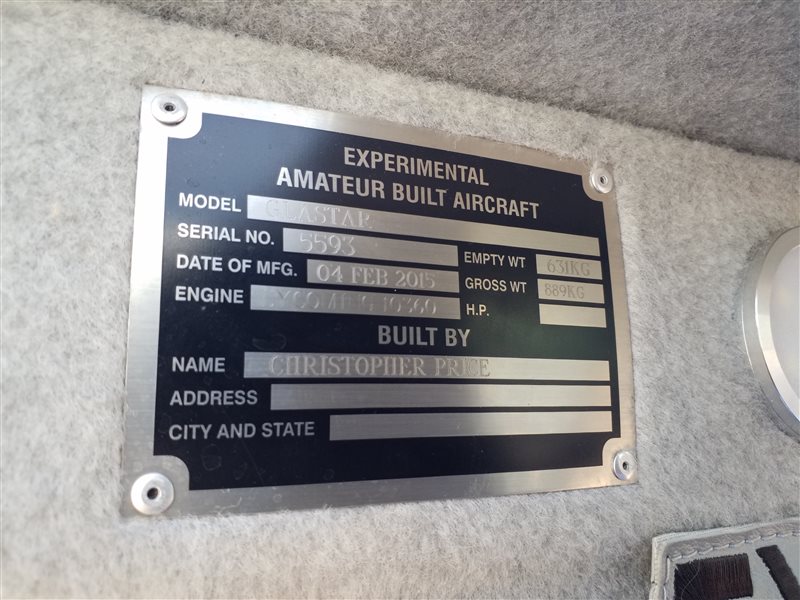 EXPERIMENTAL
AMATEUR BUILT AIRCRAFT
MODEL GLASTAR
SERIAL NO. 5593
EMPTY WT 631KG
DATE OF MFG. 04 FEB 2015
GROSS WT 889KG
ENGINE LYCOMING IO360
H.P.
BUILT BY
NAME CHRISTOPHER PRICE
ADDRESS
CITY AND STATE